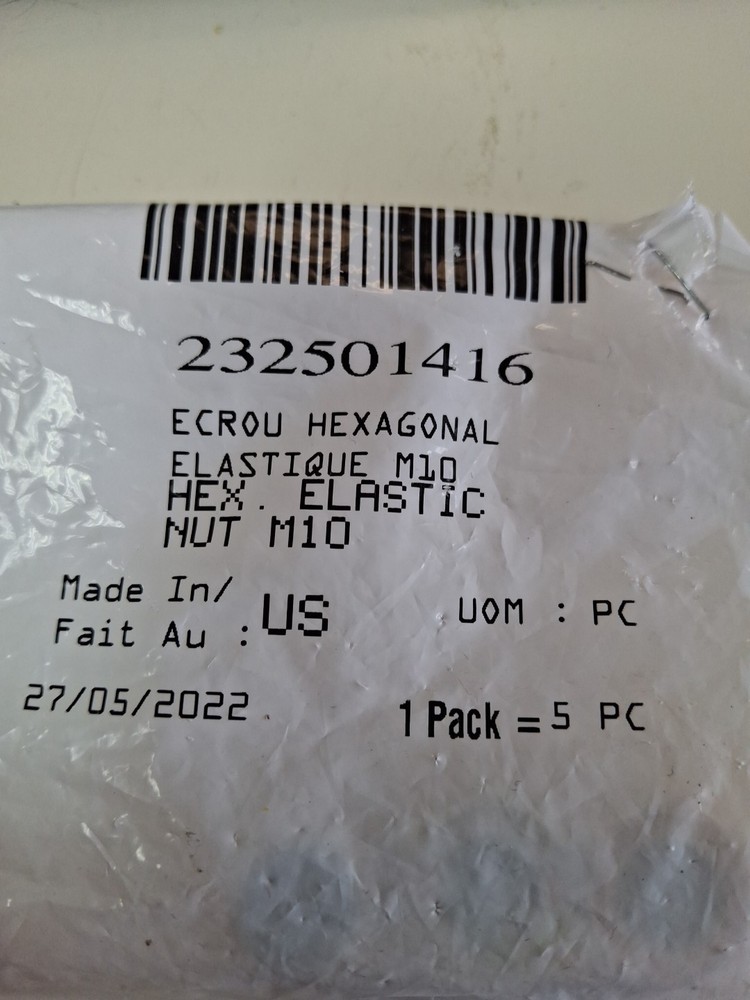 232501416
ECROU HEXAGONAL
ELASTIQUE M10
HEX. ELASTIC
NUT M10
Made In/
Fait Au : US
UOM : PC
27/05/2022
1 Pack = 5 PC